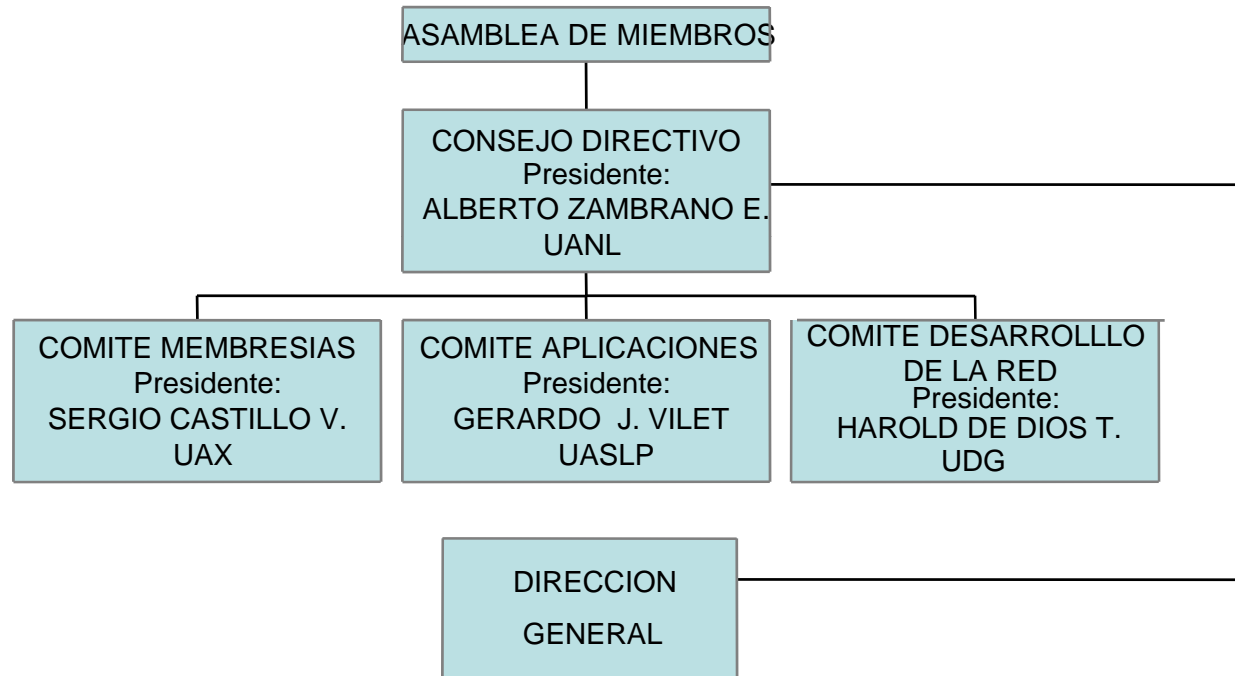 ASAMBLEA DE MIEMBROS
CONSEJO DIRECTIVO
Presidente:
ALBERTO ZAMBRANO E.
UANL
COMITE MEMBRESIAS
Presidente:
SERGIO CASTILLO V.
UAX
COMITE APLICACIONES
Presidente:
GERARDO J. VILET
UASLP
COMITE DESARROLLLO
DE LA RED
Presidente:
HAROLD DE DIOS T.
UDG
DIRECCION
GENERAL